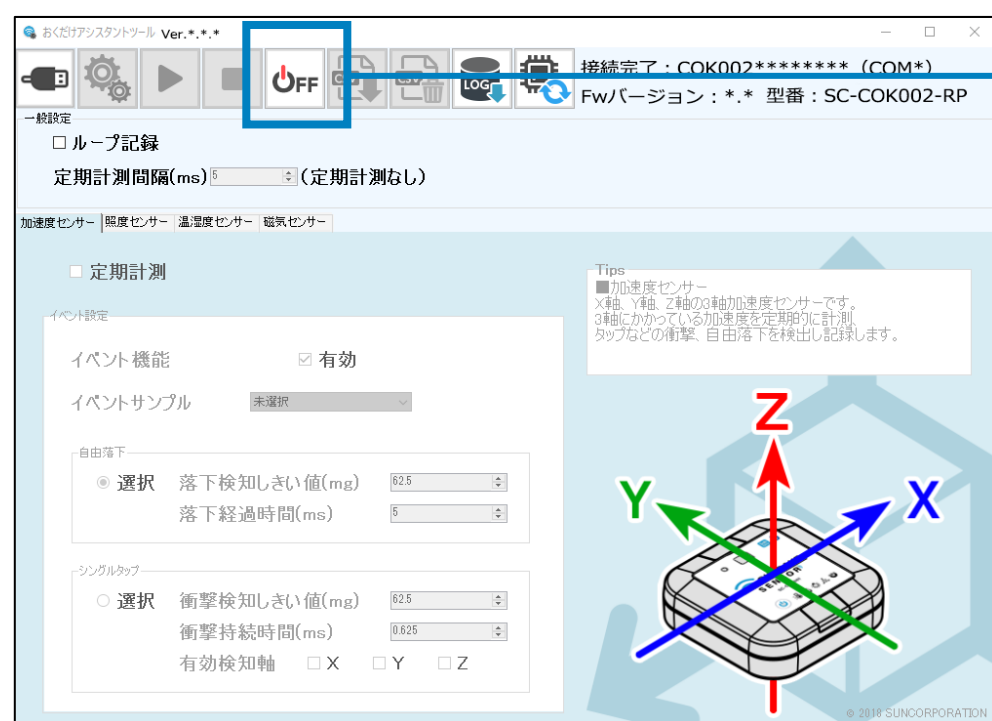 おくだけアシスタントツール Ver.*.*.*
OFF
LOG
接続完了：COK002******** （COM*）
Fwバージョン：*.* 型番：SC-COK002-RP
一般設定
ループ記録
定期計測間隔(ms) 5 (定期計測なし)
加速度センサー 照度センサー 温湿度センサー 磁気センサー
定期計測
Tips
■加速度センサー
X軸、Y軸、Z軸の3軸加速度センサーです。
3軸にかかっている加速度を定期的に計測、
タップなどの衝撃、自由落下を検出し記録します。
イベント設定
イベント機能 有効
イベントサンプル 未選択
自由落下
選択 落下検知しきい値(mg) 62.5
落下経過時間(ms) 5
シングルタップ
選択 衝撃検知しきい値(mg) 62.5
衝撃持続時間(ms) 0.625
有効検知軸 X Y Z
Z
Y
X
© 2018 SUNCORPORATION